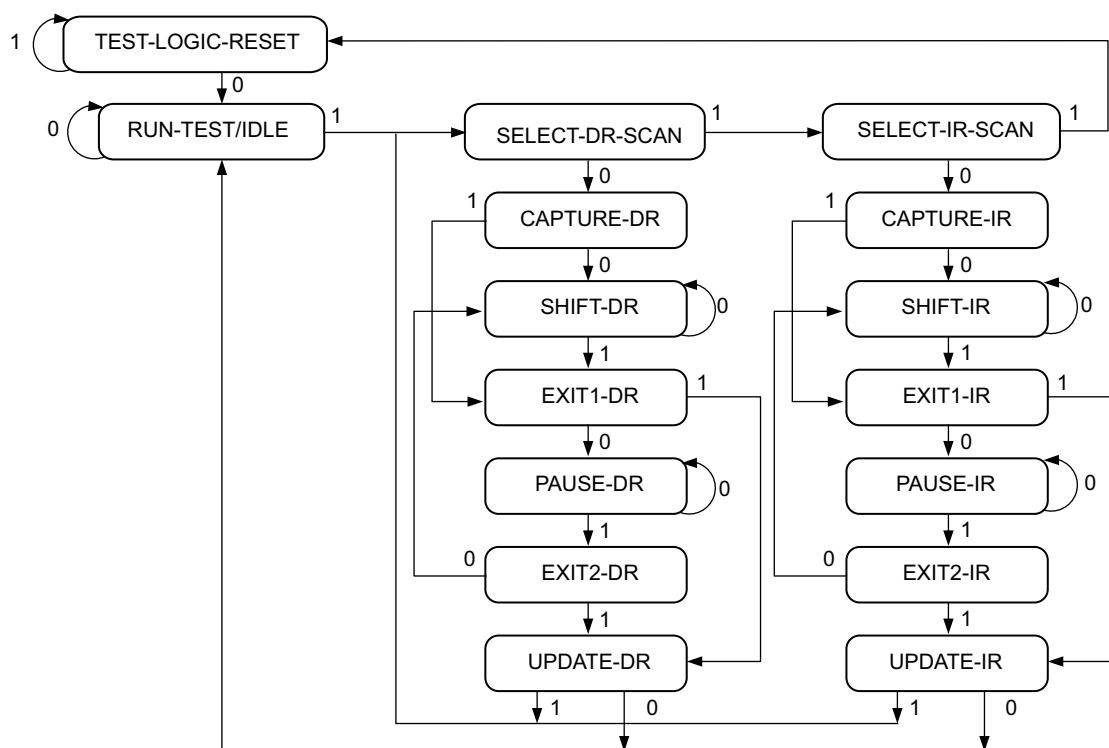 1
TEST-LOGIC-RESET
0
0
RUN-TEST/IDLE
1
SELECT-DR-SCAN
1
SELECT-IR-SCAN
1
0
0
1
CAPTURE-DR
1
CAPTURE-IR
0
0
SHIFT-DR
0
SHIFT-IR
0
1
1
EXIT1-DR
1
EXIT1-IR
1
0
0
PAUSE-DR
0
PAUSE-IR
0
1
1
0
EXIT2-DR
0
EXIT2-IR
1
1
UPDATE-DR
UPDATE-IR
1
0
1
0